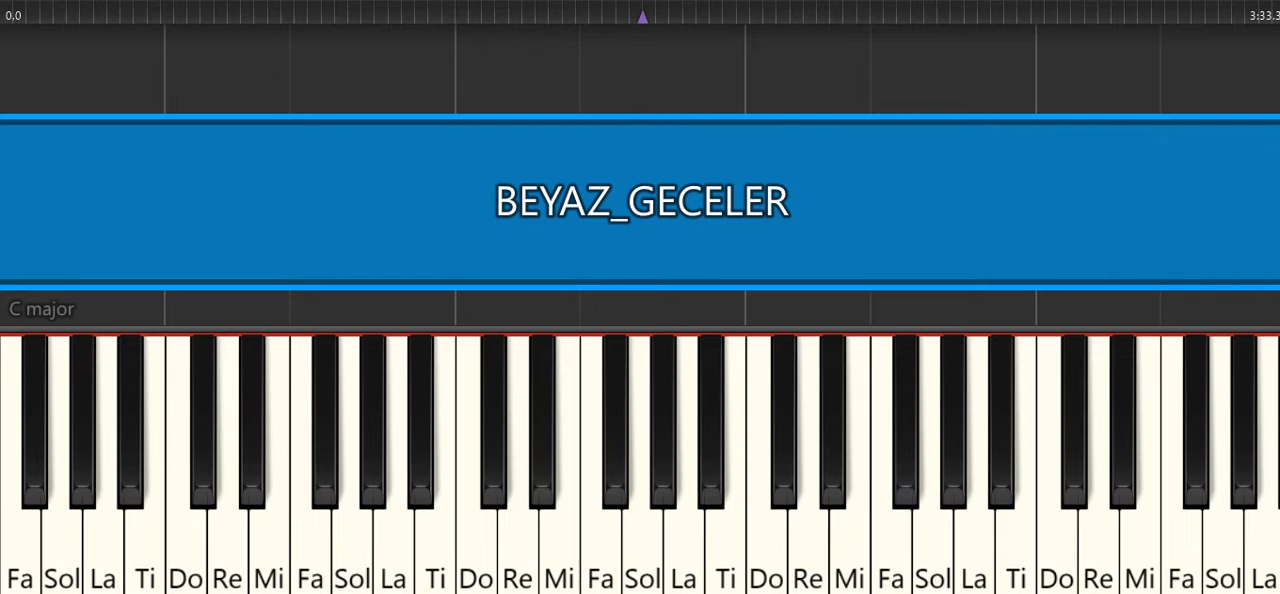 0.0 3:33.3
BEYAZ_GECELER
C major
Fa Sol La Ti Do Re Mi Fa Sol La Ti Do Re Mi Fa Sol La Ti Do Re Mi Fa Sol La Ti Do Re Mi Fa Sol La